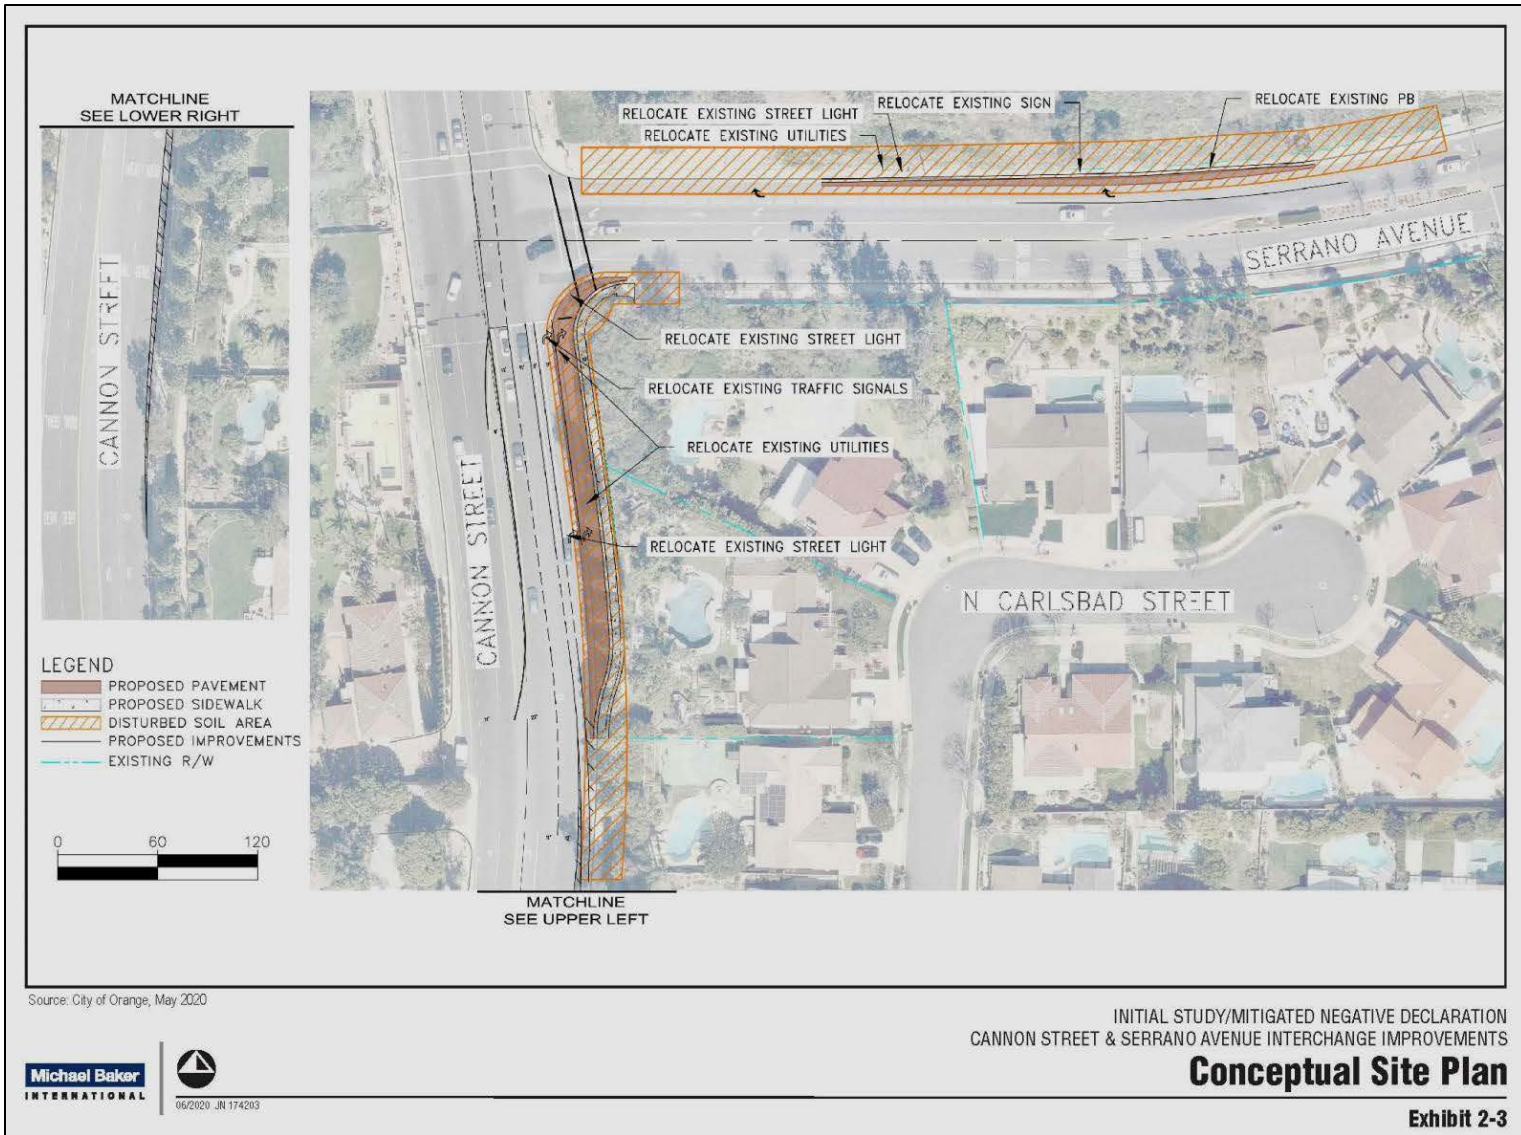 MATCHLINE
SEE LOWER RIGHT
CANNON STREET
RELOCATE EXISTING STREET LIGHT
RELOCATE EXISTING UTILITIES
RELOCATE EXISTING SIGN
RELOCATE EXISTING PB
SERRANO AVENUE
RELOCATE EXISTING STREET LIGHT
RELOCATE EXISTING TRAFFIC SIGNALS
RELOCATE EXISTING UTILITIES
RELOCATE EXISTING STREET LIGHT
CANNON STREET
N CARLSBAD STREET
LEGEND
PROPOSED PAVEMENT
PROPOSED SIDEWALK
DISTURBED SOIL AREA
PROPOSED IMPROVEMENTS
EXISTING R/W
0 60 120
MATCHLINE
SEE UPPER LEFT
Source: City of Orange, May 2020
INITIAL STUDY/MITIGATED NEGATIVE DECLARATION
CANNON STREET & SERRANO AVENUE INTERCHANGE IMPROVEMENTS
Conceptual Site Plan
Michael Baker
INTERNATIONAL
06/2020 JN 174203
Exhibit 2-3